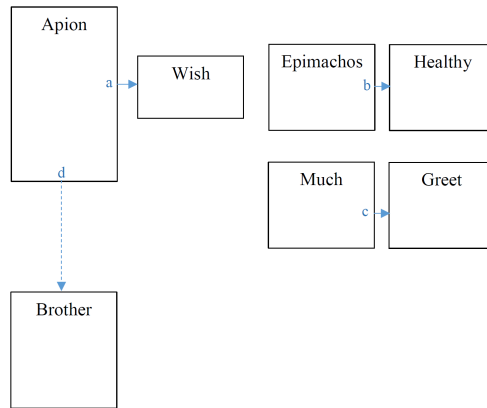 Apion
a
Wish
Epimachos
b
Healthy
Much
c
Greet
d
Brother